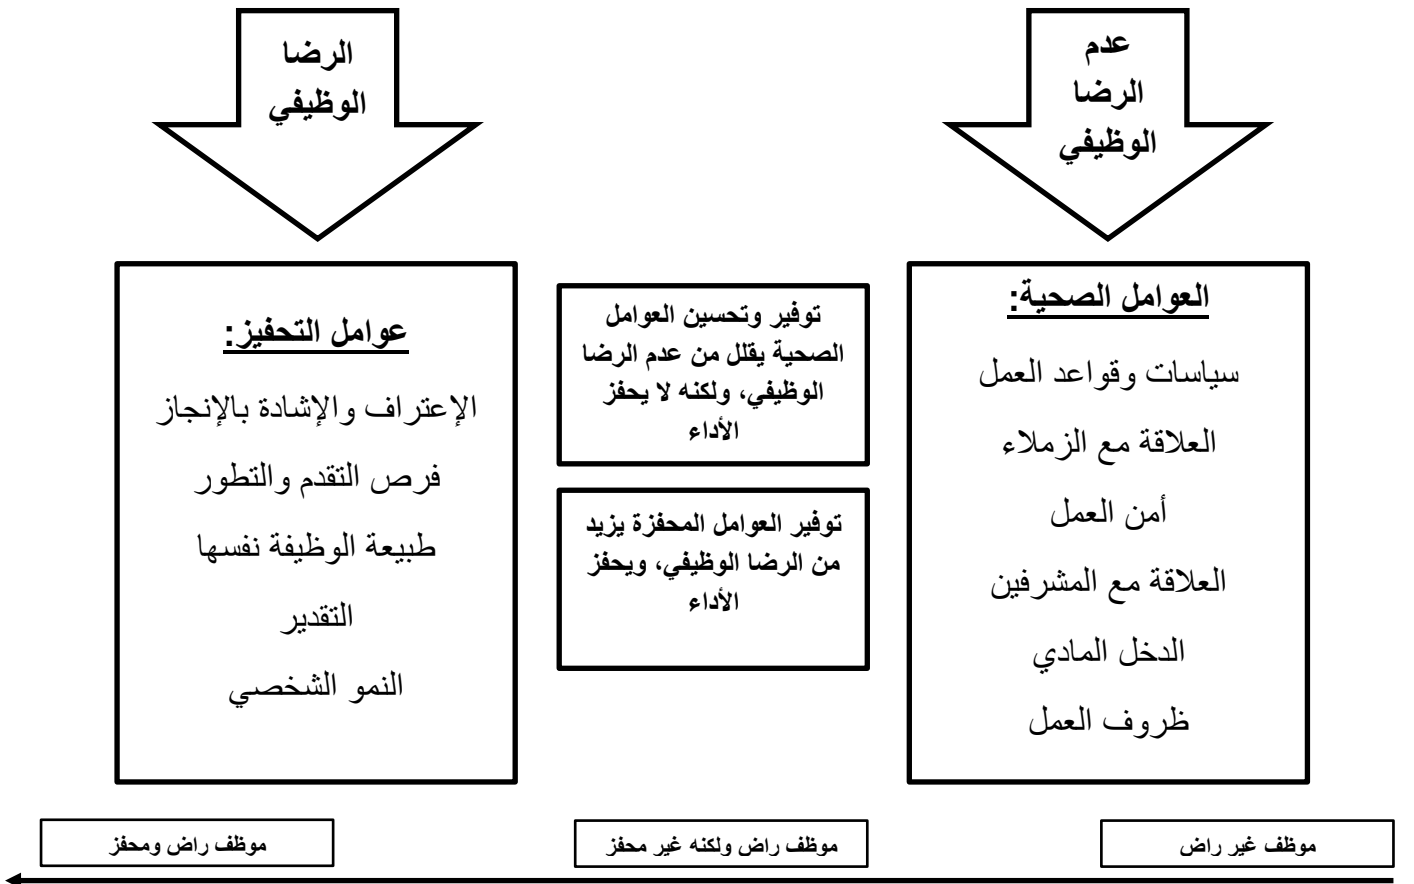 عدم
الرضا
الوظيفي
الرضا
الوظيفي
العوامل الصحية:
سياسات وقواعد العمل
العلاقة مع الزملاء
أمن العمل
العلاقة مع المشرفين
الدخل المادي
ظروف العمل
توفير وتحسين العوامل
الصحية يقلل من عدم الرضا
الوظيفي، ولكنه لا يحفز
الأداء
توفير العوامل المحفزة يزيد
من الرضا الوظيفي، ويحفز
الأداء
عوامل التحفيز:
الإعتراف والإشادة بالإنجاز
فرص التقدم والتطور
طبيعة الوظيفة نفسها
التقدير
النمو الشخصي
موظف غير راض
موظف راض ولكنه غير محفز
موظف راض ومحفز